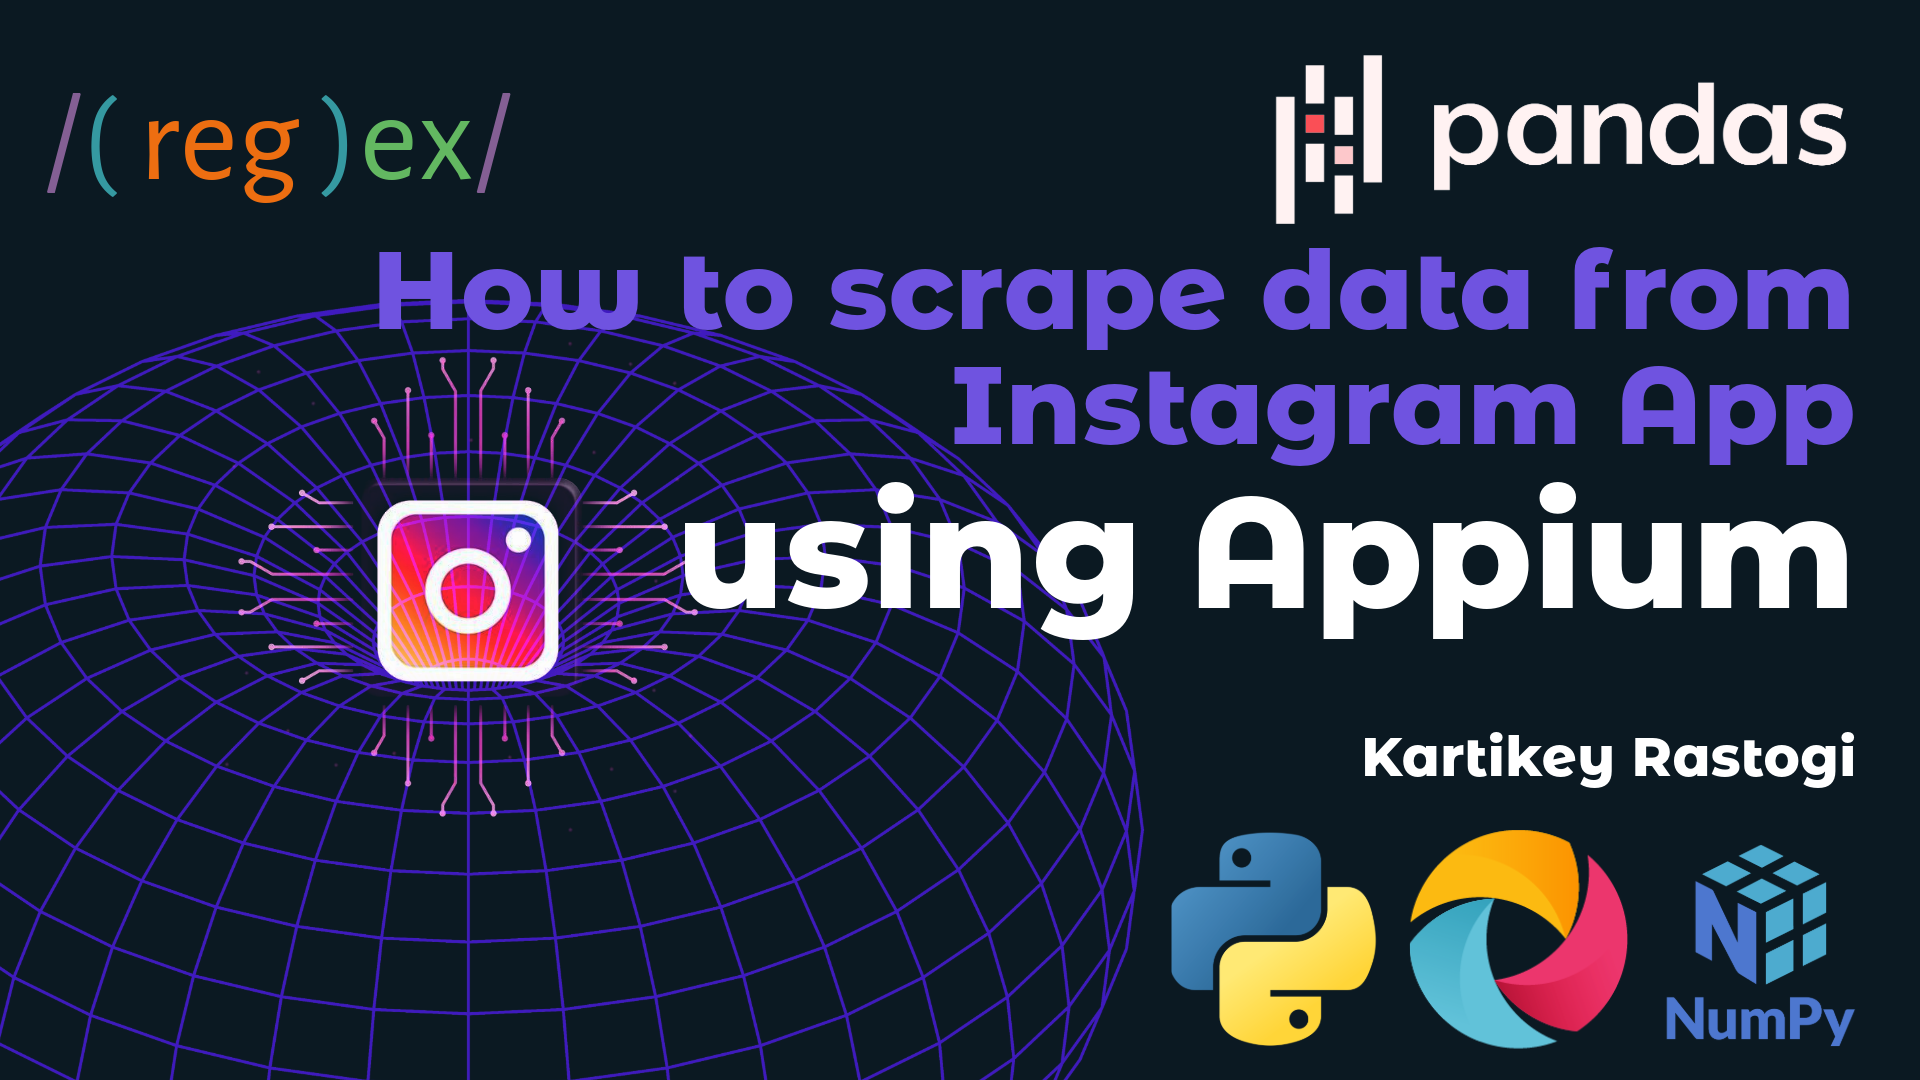 /(reg)ex/
pandas
How to scrape data from
Instagram App
using Appium
Kartikey Rastogi
NumPy